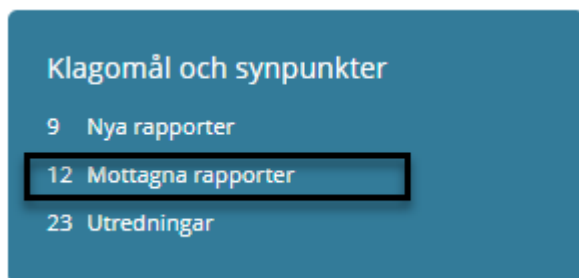 Klagomål och synpunkter
9 Nya rapporter
12 Mottagna rapporter
23 Utredningar